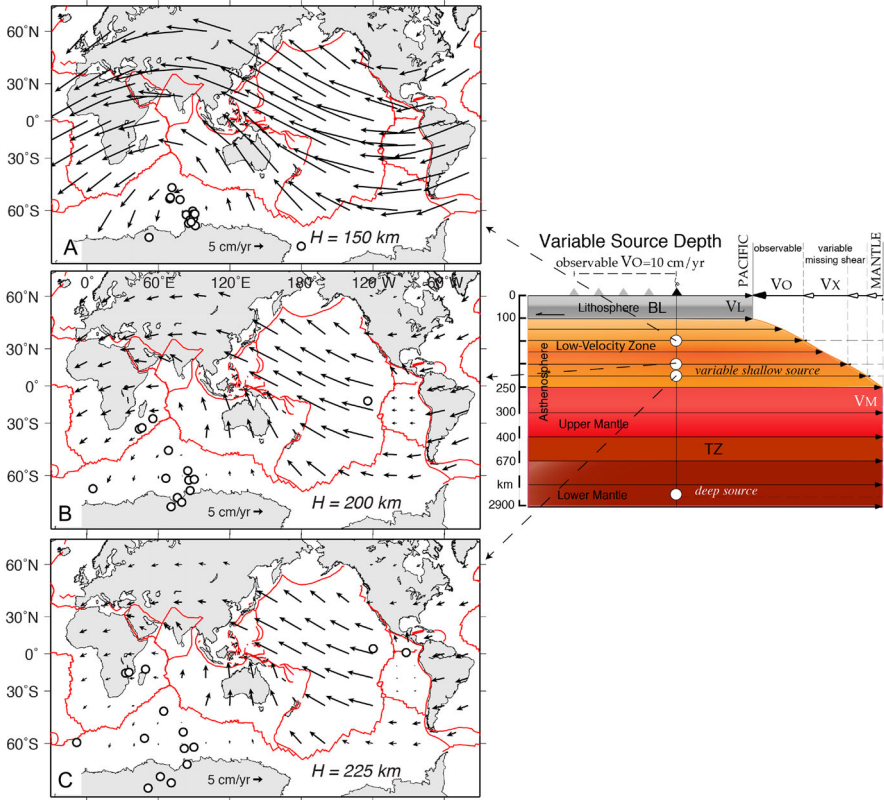 60°N
30°N
0°
30°S
60°S
A
5 cm/yr
H = 150 km
0°
60°E
120°E
180°
120°W
60°W
60°N
30°N
0°
30°S
60°S
B
5 cm/yr
H = 200 km
60°N
30°N
0°
30°S
60°S
C
5 cm/yr
H = 225 km
Variable Source Depth
observable VO=10 cm/yr
PACIFIC
observable
variable
missing shear
MANTLE
VO
VX
0
100
250
300
400
670
km
2900
Lithosphere
BL
VL
Asthenosphere
Low-Velocity Zone
variable shallow source
VM
Upper Mantle
TZ
Lower Mantle
deep source